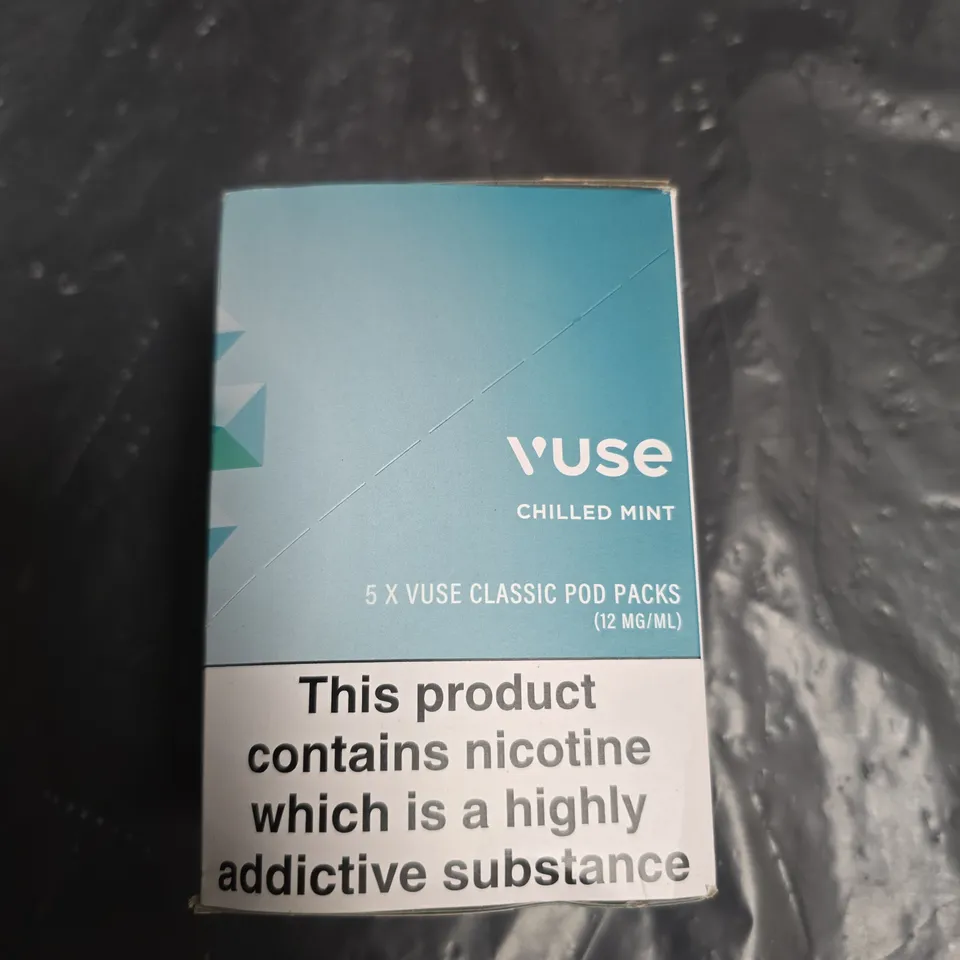 vuse
CHILLED MINT
5 X VUSE CLASSIC POD PACKS
(12 MG/ML)
This product
contains nicotine
which is a highly
addictive substance